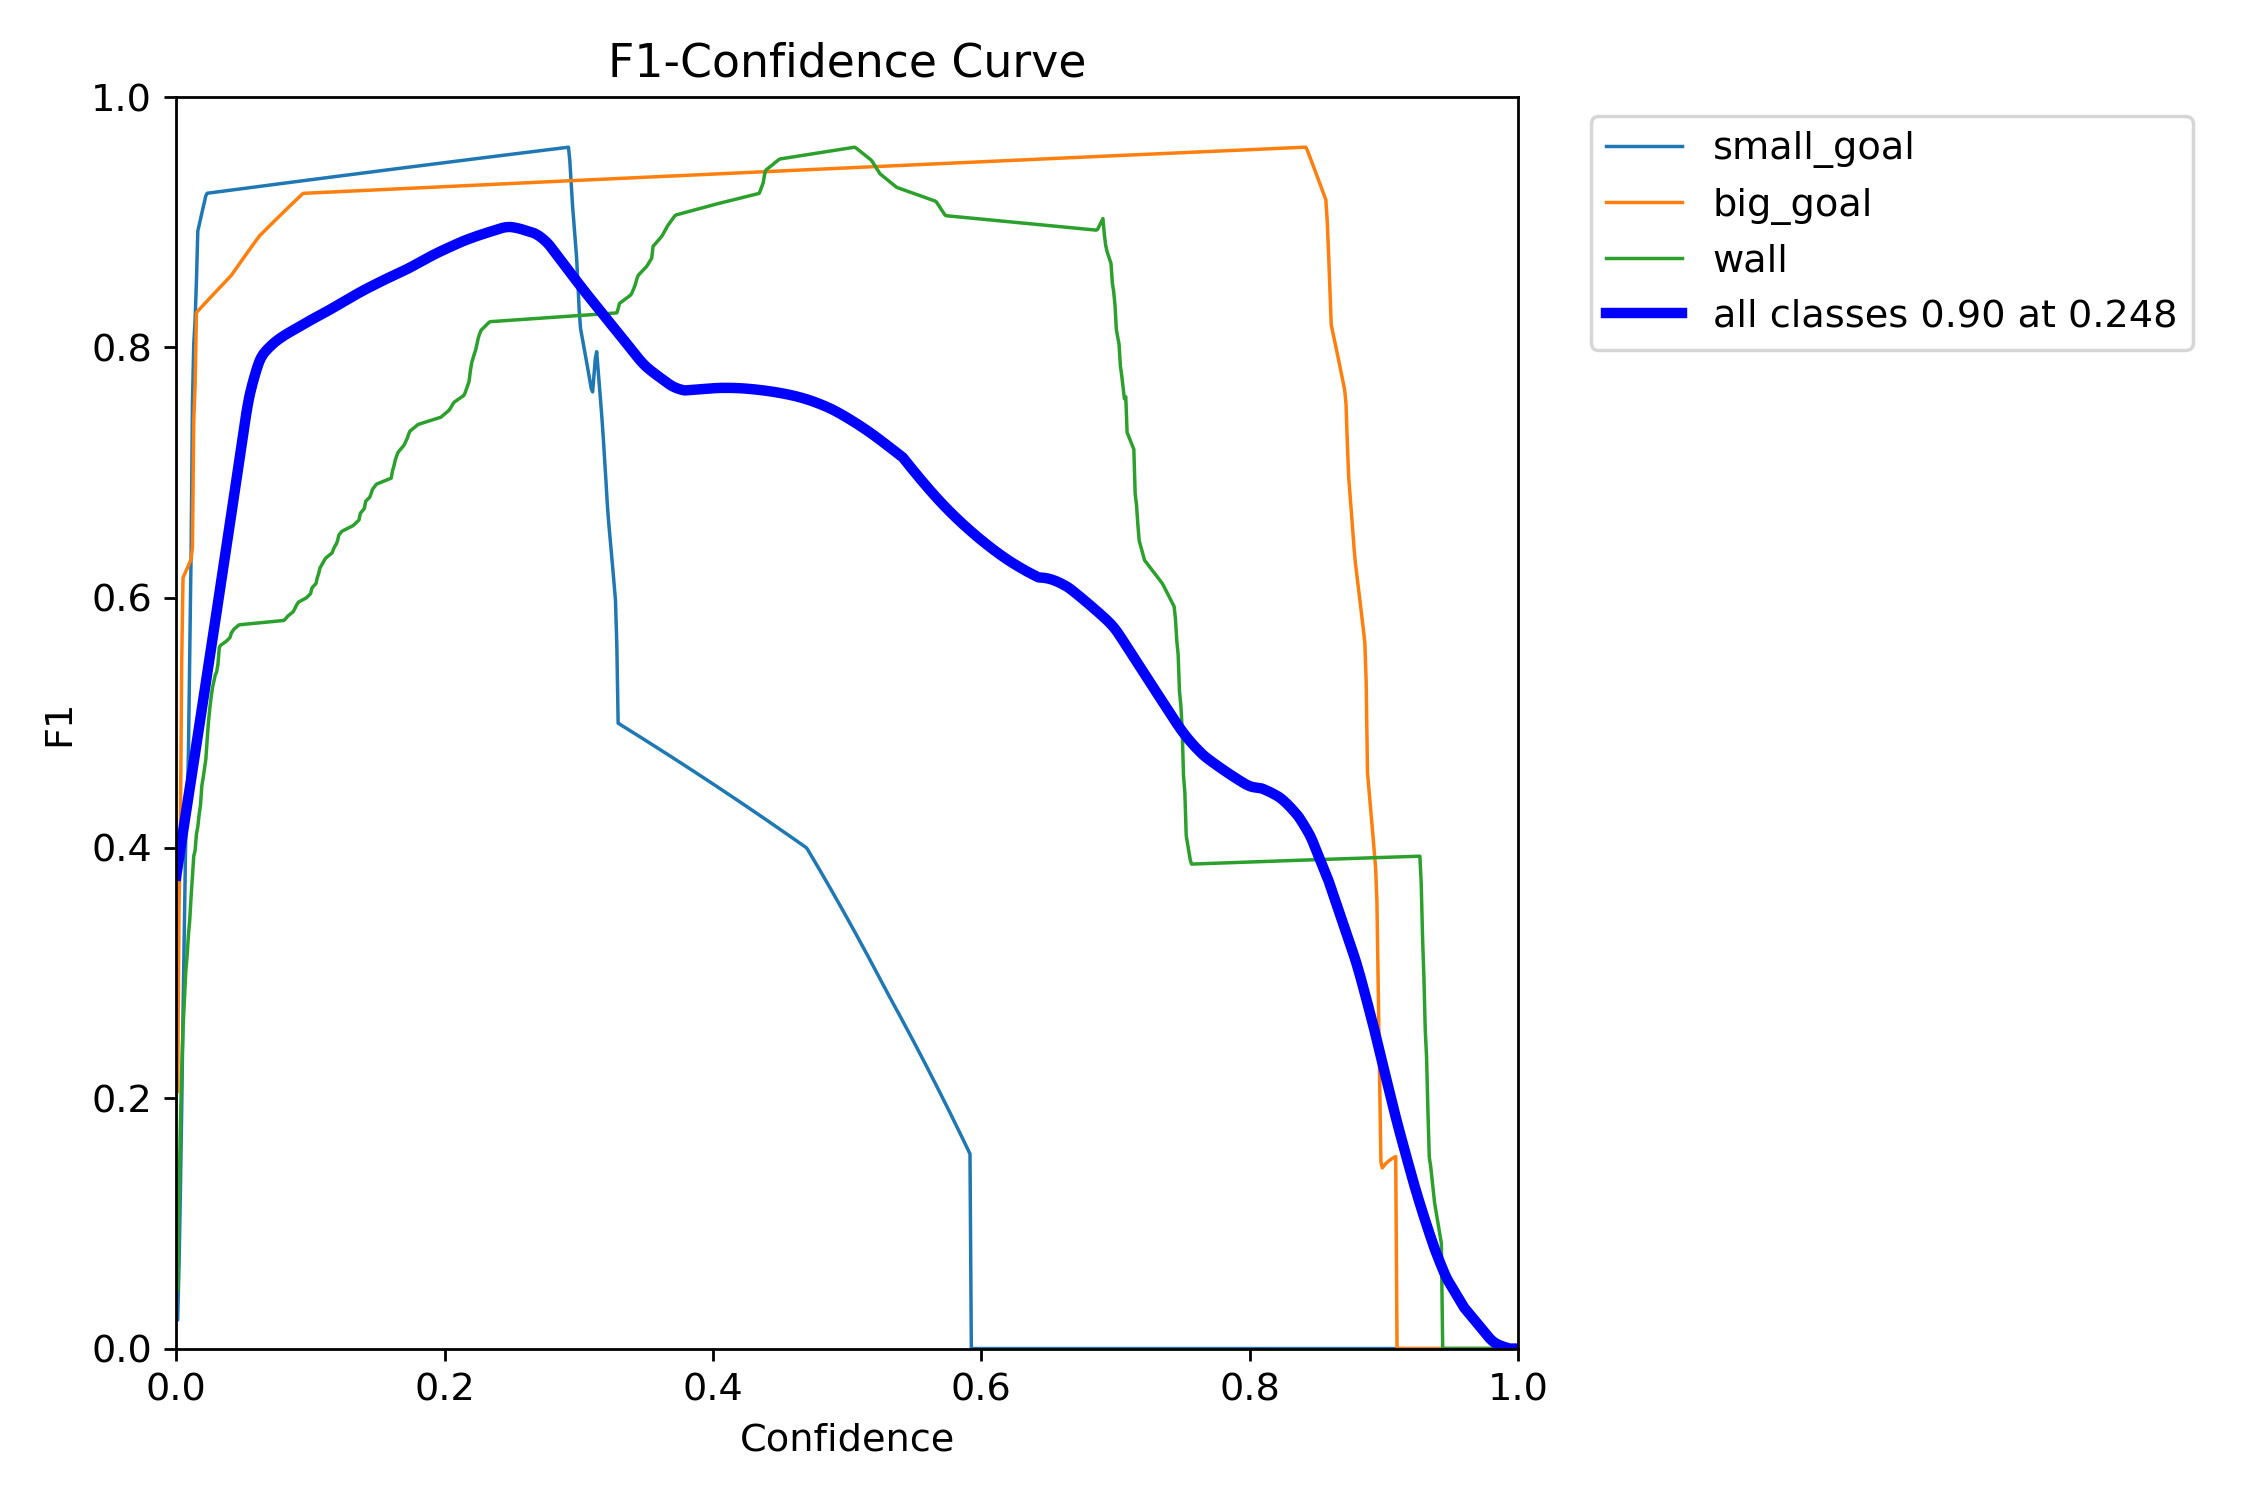 F1-Confidence Curve
1.0
0.8
0.6
0.4
0.2
0.0
F1
0.0 0.2 0.4 0.6 0.8 1.0
Confidence
small_goal
big_goal
wall
all classes 0.90 at 0.248